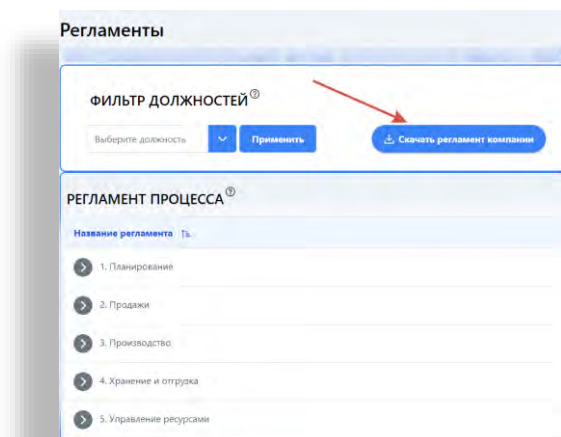 Регламенты
ФИЛЬТР ДОЛЖНОСТЕЙ
Выберите должность Применить Скачать регламент компании
РЕГЛАМЕНТ ПРОЦЕССА
Название регламента
1. Планирование
2. Продажи
3. Производство
4. Хранение и отгрузка
5. Управление ресурсами